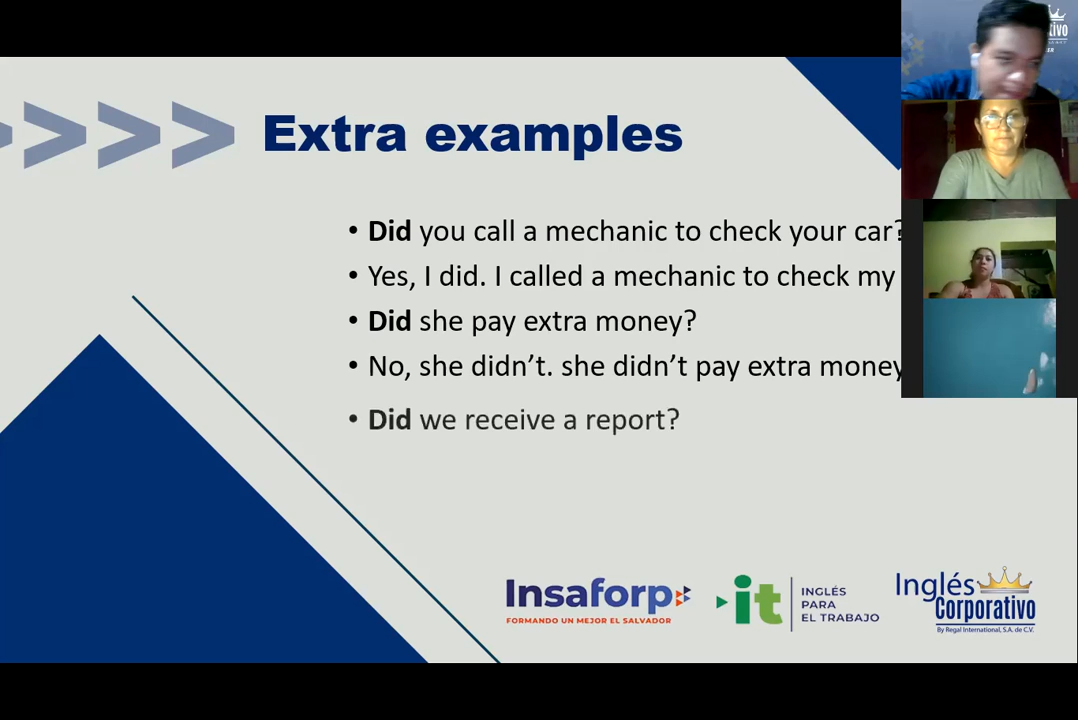 Extra examples
• Did you call a mechanic to check your car?
• Yes, I did. I called a mechanic to check my
• Did she pay extra money?
• No, she didn't. she didn't pay extra money
• Did we receive a report?
Insaforp
FORMANDO UN MEJOR EL SALVADOR
it
INGLÉS
PARA
EL TRABAJO
Inglés
Corporativo
By Regal International, S.A. de C.V.